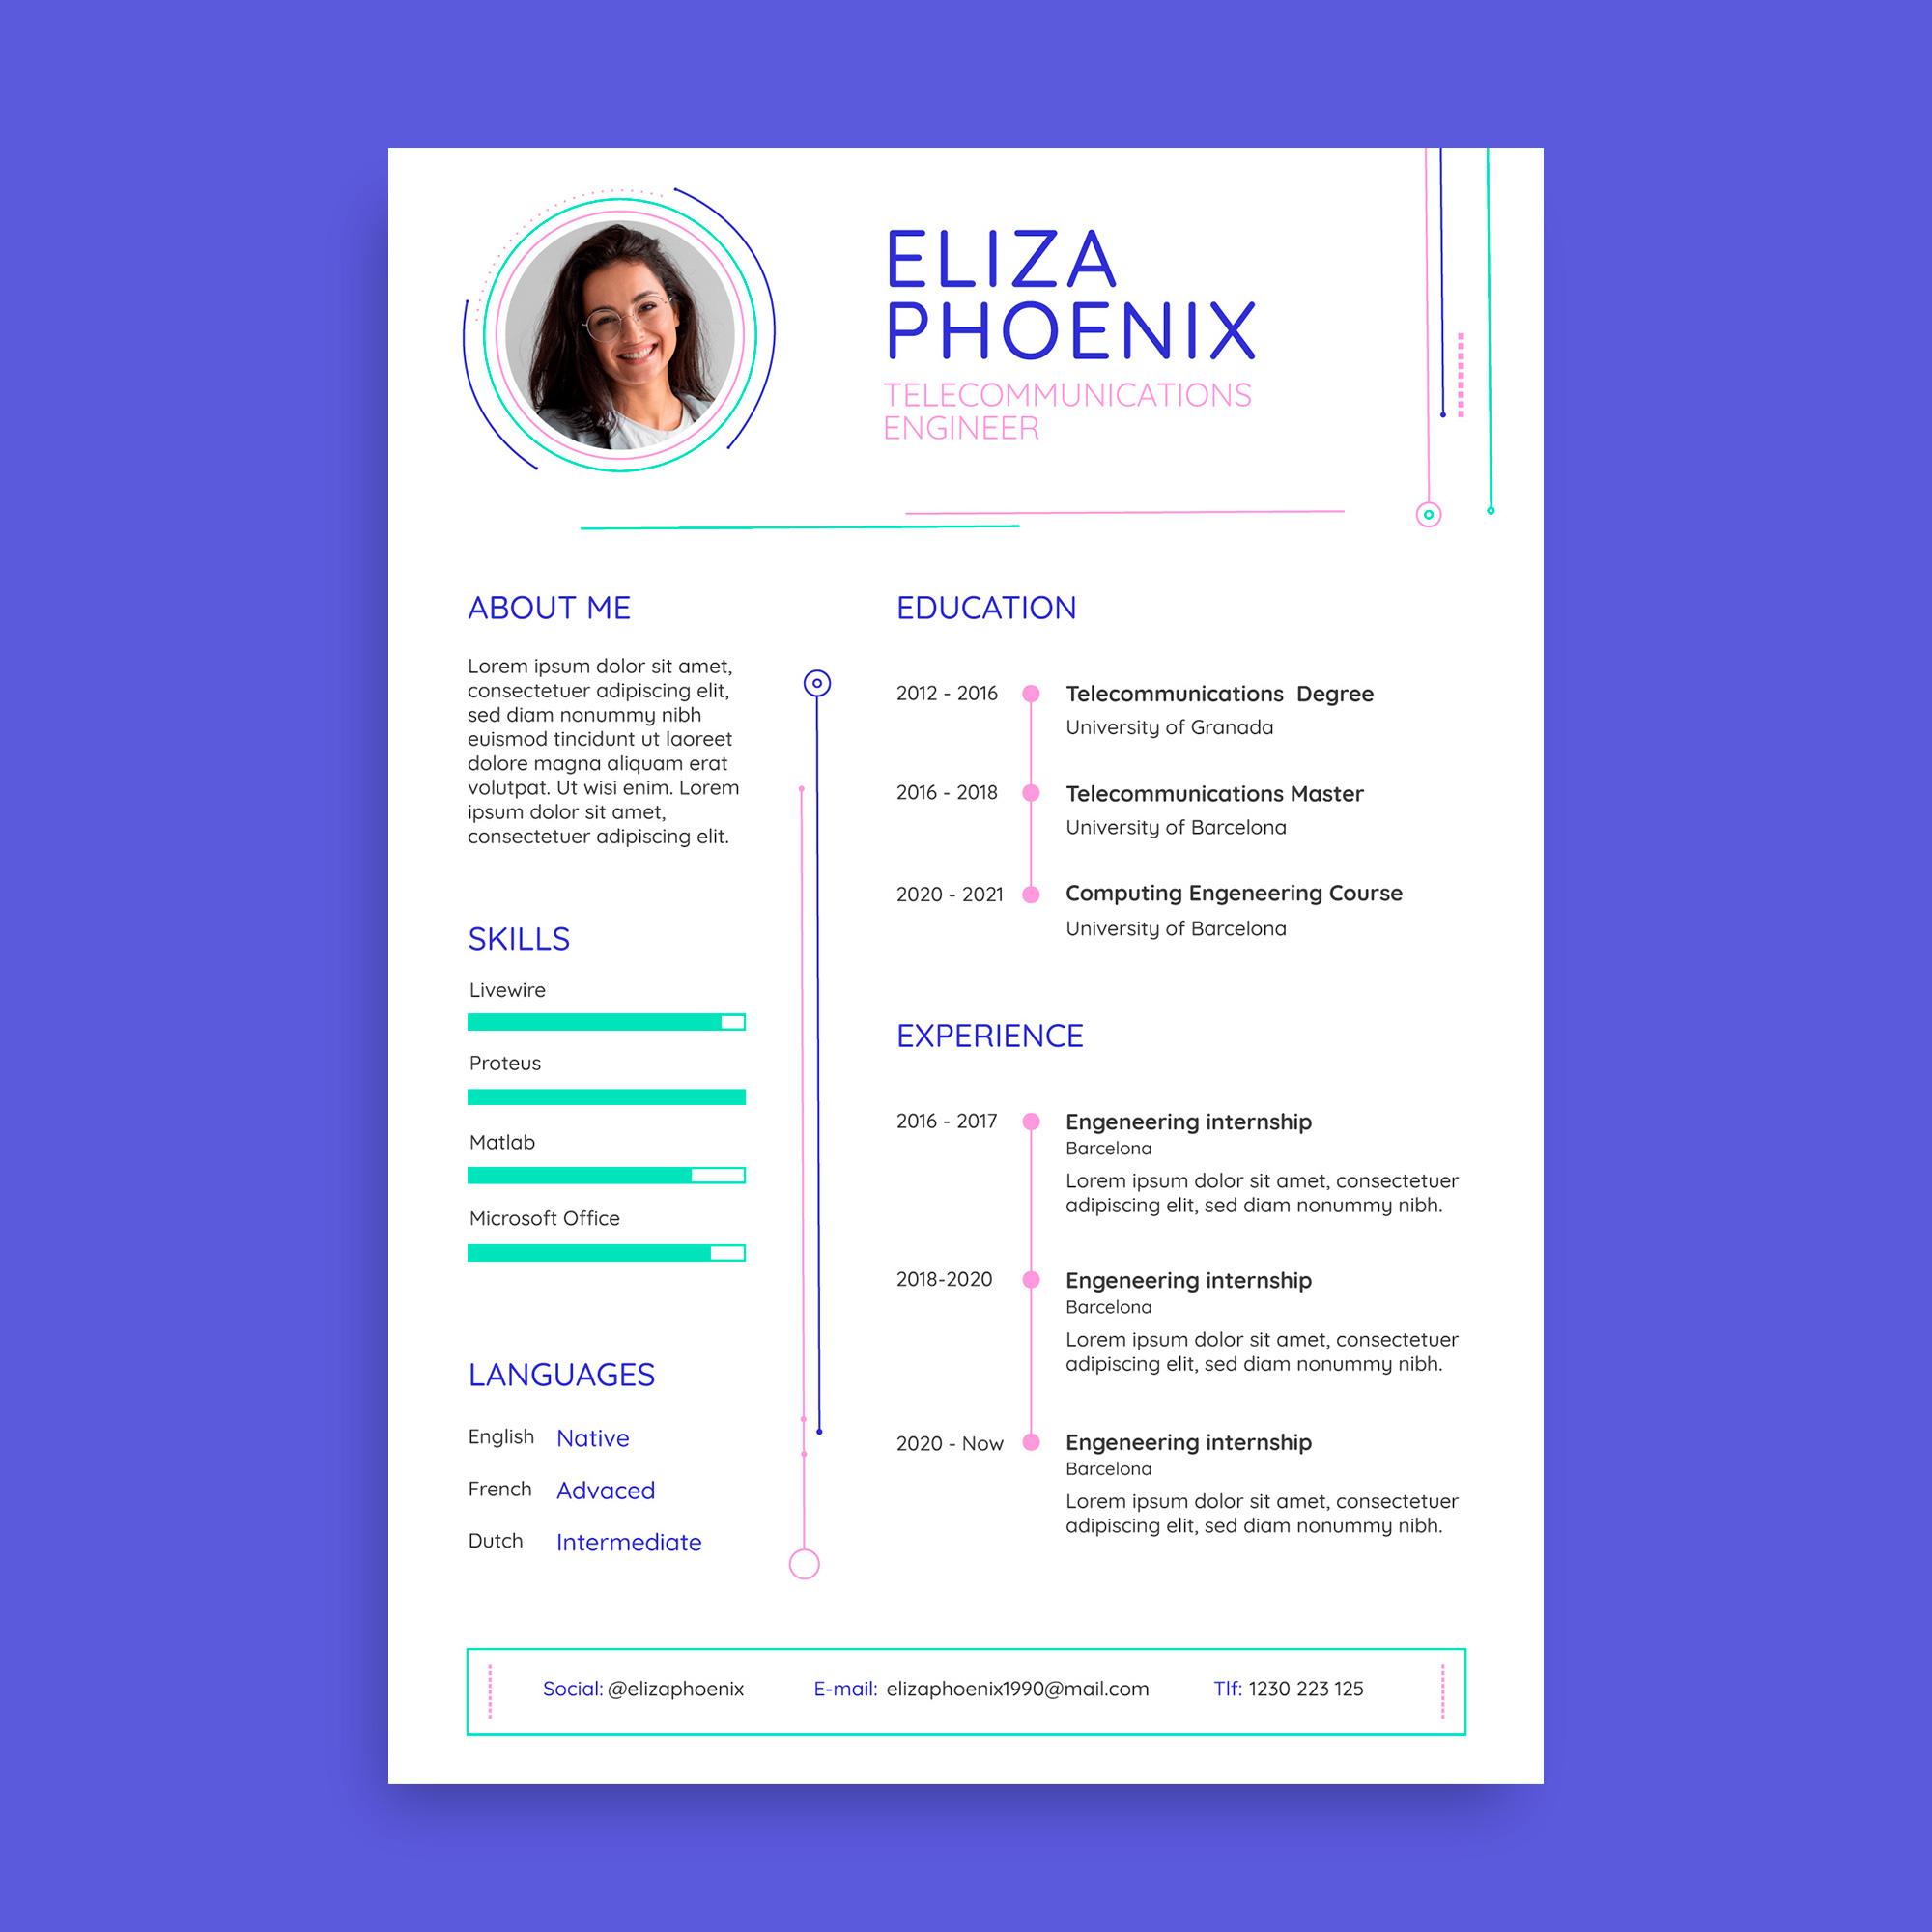 ELIZA
PHOENIX
TELECOMMUNICATIONS
ENGINEER
ABOUT ME
Lorem ipsum dolor sit amet,
consectetuer adipiscing elit,
sed diam nonummy nibh
euismod tincidunt ut laoreet
dolore magna aliquam erat
volutpat. Ut wisi enim. Lorem
ipsum dolor sit amet,
consectetuer adipiscing elit.
SKILLS
Livewire
Proteus
Matlab
Microsoft Office
LANGUAGES
English Native
French Advaced
Dutch Intermediate
EDUCATION
2012 - 2016 Telecommunications Degree
University of Granada
2016 - 2018 Telecommunications Master
University of Barcelona
2020 - 2021 Computing Engeneering Course
University of Barcelona
EXPERIENCE
2016 - 2017 Engeneering internship
Barcelona
Lorem ipsum dolor sit amet, consectetuer
adipiscing elit, sed diam nonummy nibh.
2018-2020 Engeneering internship
Barcelona
Lorem ipsum dolor sit amet, consectetuer
adipiscing elit, sed diam nonummy nibh.
2020 - Now Engeneering internship
Barcelona
Lorem ipsum dolor sit amet, consectetuer
adipiscing elit, sed diam nonummy nibh.
Social: @elizaphoenix E-mail: elizaphoenix1990@mail.com Tlf: 1230 223 125